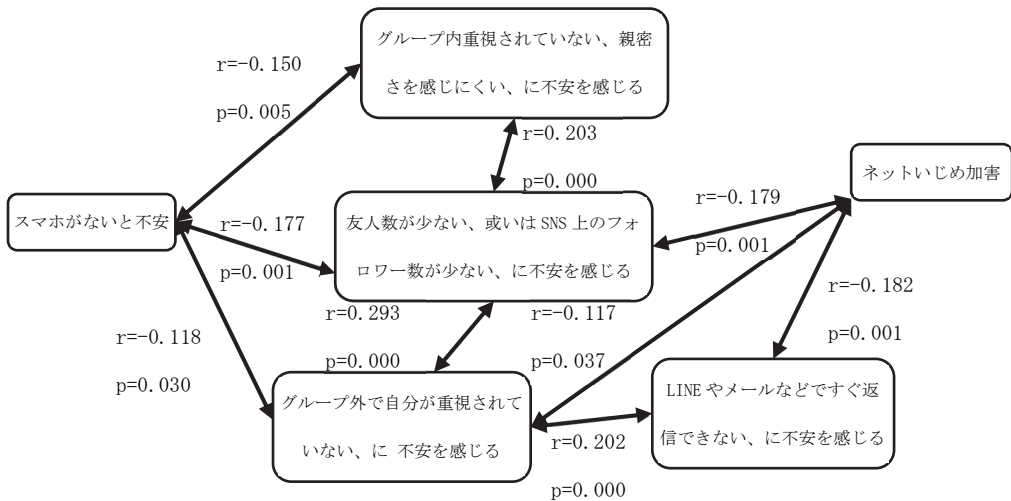 グループ内重視されていない、親密
さを感じにくい、に不安を感じる
r=-0.150
p=0.005
r=0.203
p=0.000
ネットいじめ加害
スマホがないと不安
r=-0.177
p=0.001
友人数が少ない、或いは SNS 上のフォ
ロワー数が少ない、に不安を感じる
r=-0.179
p=0.001
r=-0.182
p=0.001
r=0.293
p=0.000
r=-0.117
p=0.037
r=-0.118
p=0.030
グループ外で自分が重視されて
いない、に 不安を感じる
LINE やメールなどですぐ返
信できない、に不安を感じる
r=0.202
p=0.000